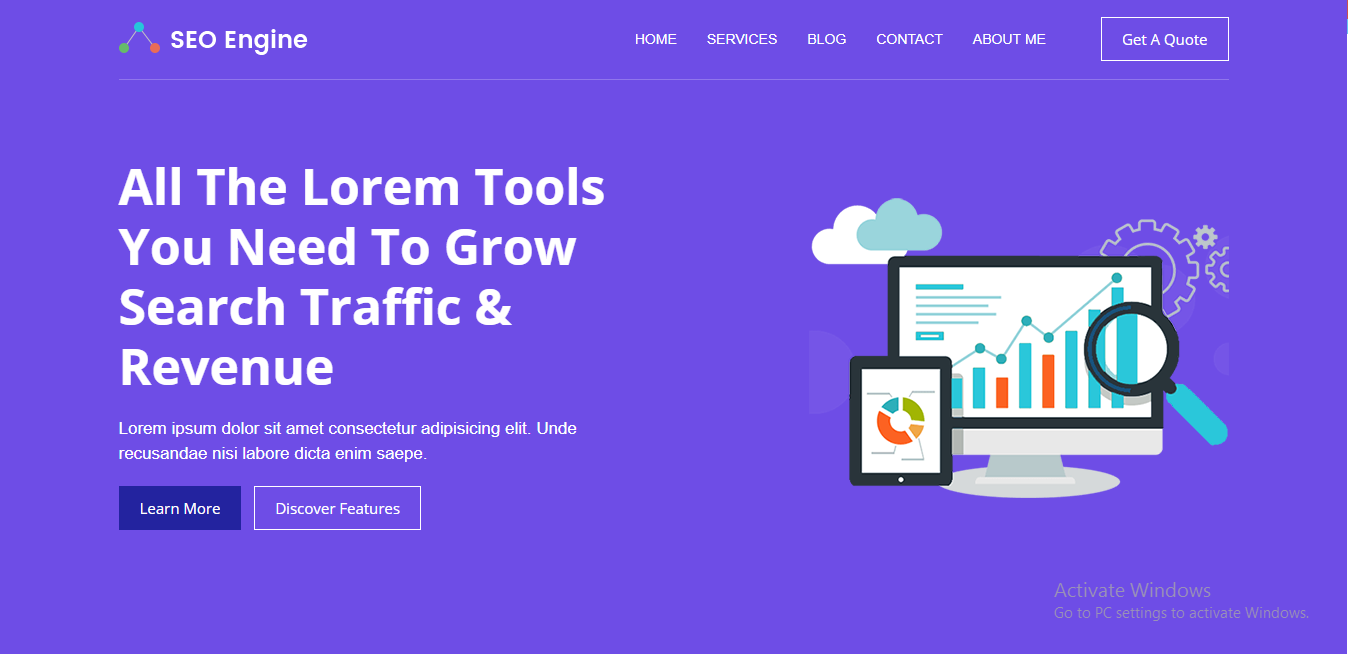 SEO Engine
HOME SERVICES BLOG CONTACT ABOUT ME Get A Quote
All The Lorem Tools
You Need To Grow
Search Traffic &
Revenue
Lorem ipsum dolor sit amet consectetur adipisicing elit. Unde
recusandae nisi labore dicta enim saepe.
Learn More Discover Features
Activate Windows
Go to PC settings to activate Windows.